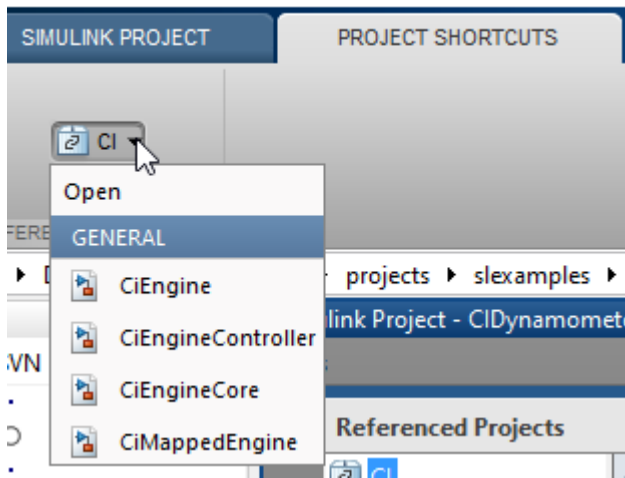 SIMULINK PROJECT
PROJECT SHORTCUTS
CI
Open
GENERAL
projects slexamples
CiEngine
link Project - CIDynamomet
CiEngineController
VN
CiEngineCore
Referenced Projects
CiMappedEngine
CI